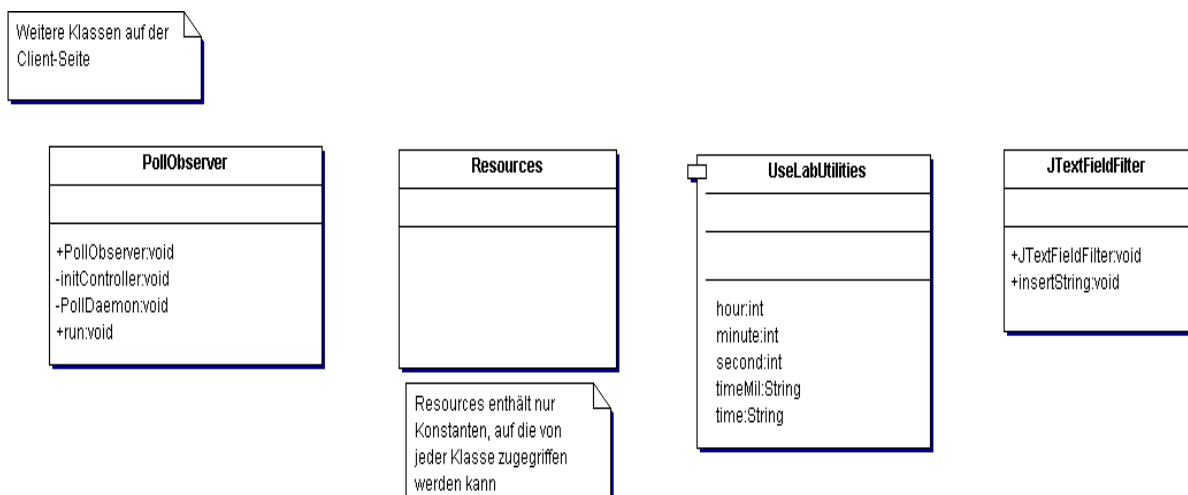 Weitere Klassen auf der
Client-Seite
PollObserver
+PollObserver:void
-initController:void
-PollDaemon:void
+run:void
Resources
Resources enthält nur
Konstanten, auf die von
jeder Klasse zugegriffen
werden kann
UseLabUtilities
hour:int
minute:int
second:int
timeMil:String
time:String
JTextFieldFilter
+JTextFieldFilter:void
+insertString:void